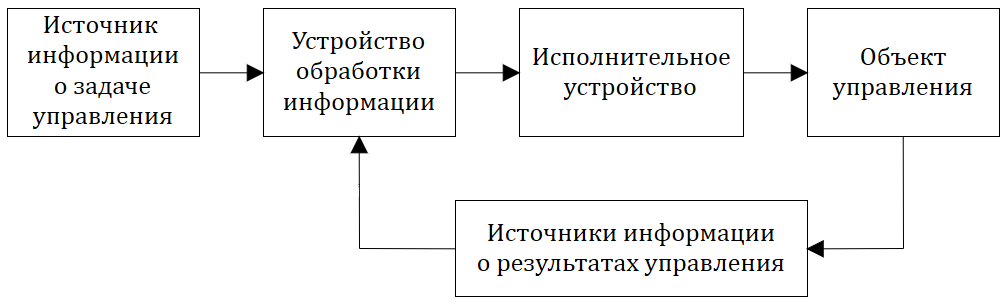 Источник
информации
о задаче
управления
Устройство
обработки
информации
Исполнительное
устройство
Объект
управления
Источники информации
о результатах управления